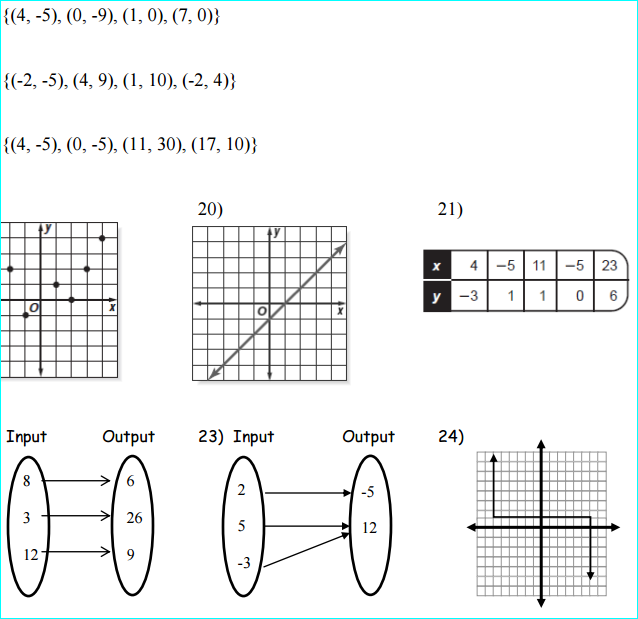 {(4, -5), (0, -9), (1, 0), (7, 0)}
{(-2, -5), (4, 9), (1, 10), (-2, 4)}
{(4, -5), (0, -5), (11, 30), (17, 10)}
20) 21)
y
O x
y
O x
x 4 −5 11 −5 23
y −3 1 1 0 6
Input Output 23) Input Output 24)
8 6
3 26
12 9
2 -5
5 12
-3